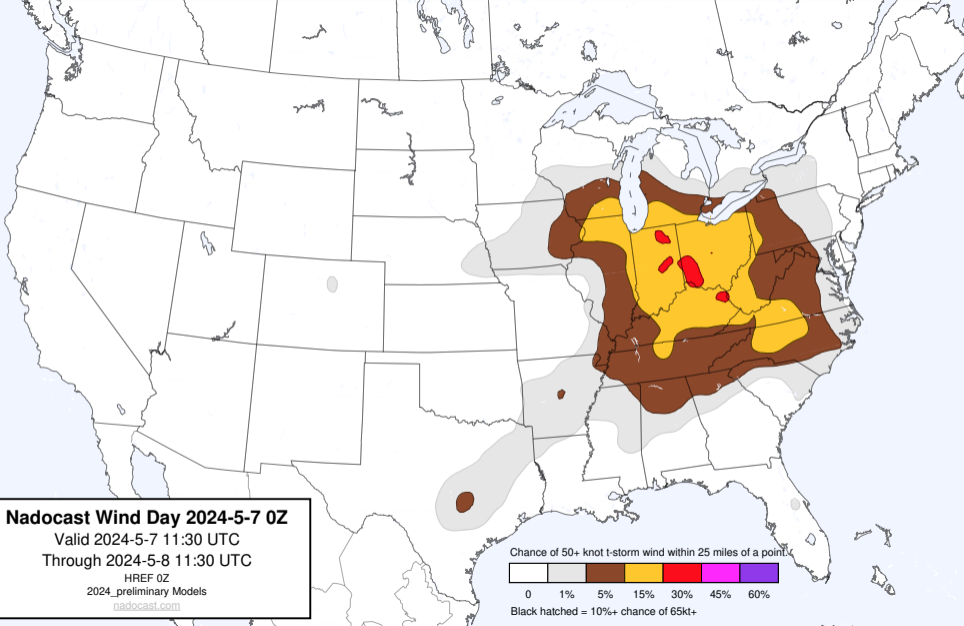 Nadocast Wind Day 2024-5-7 0Z
Valid 2024-5-7 11:30 UTC
Through 2024-5-8 11:30 UTC
HREF 0Z
2024_preliminary Models
nadocast.com
Chance of 50+ knot t-storm wind within 25 miles of a point.
0 1% 5% 15% 30% 45% 60%
Black hatched = 10%+ chance of 65kt+